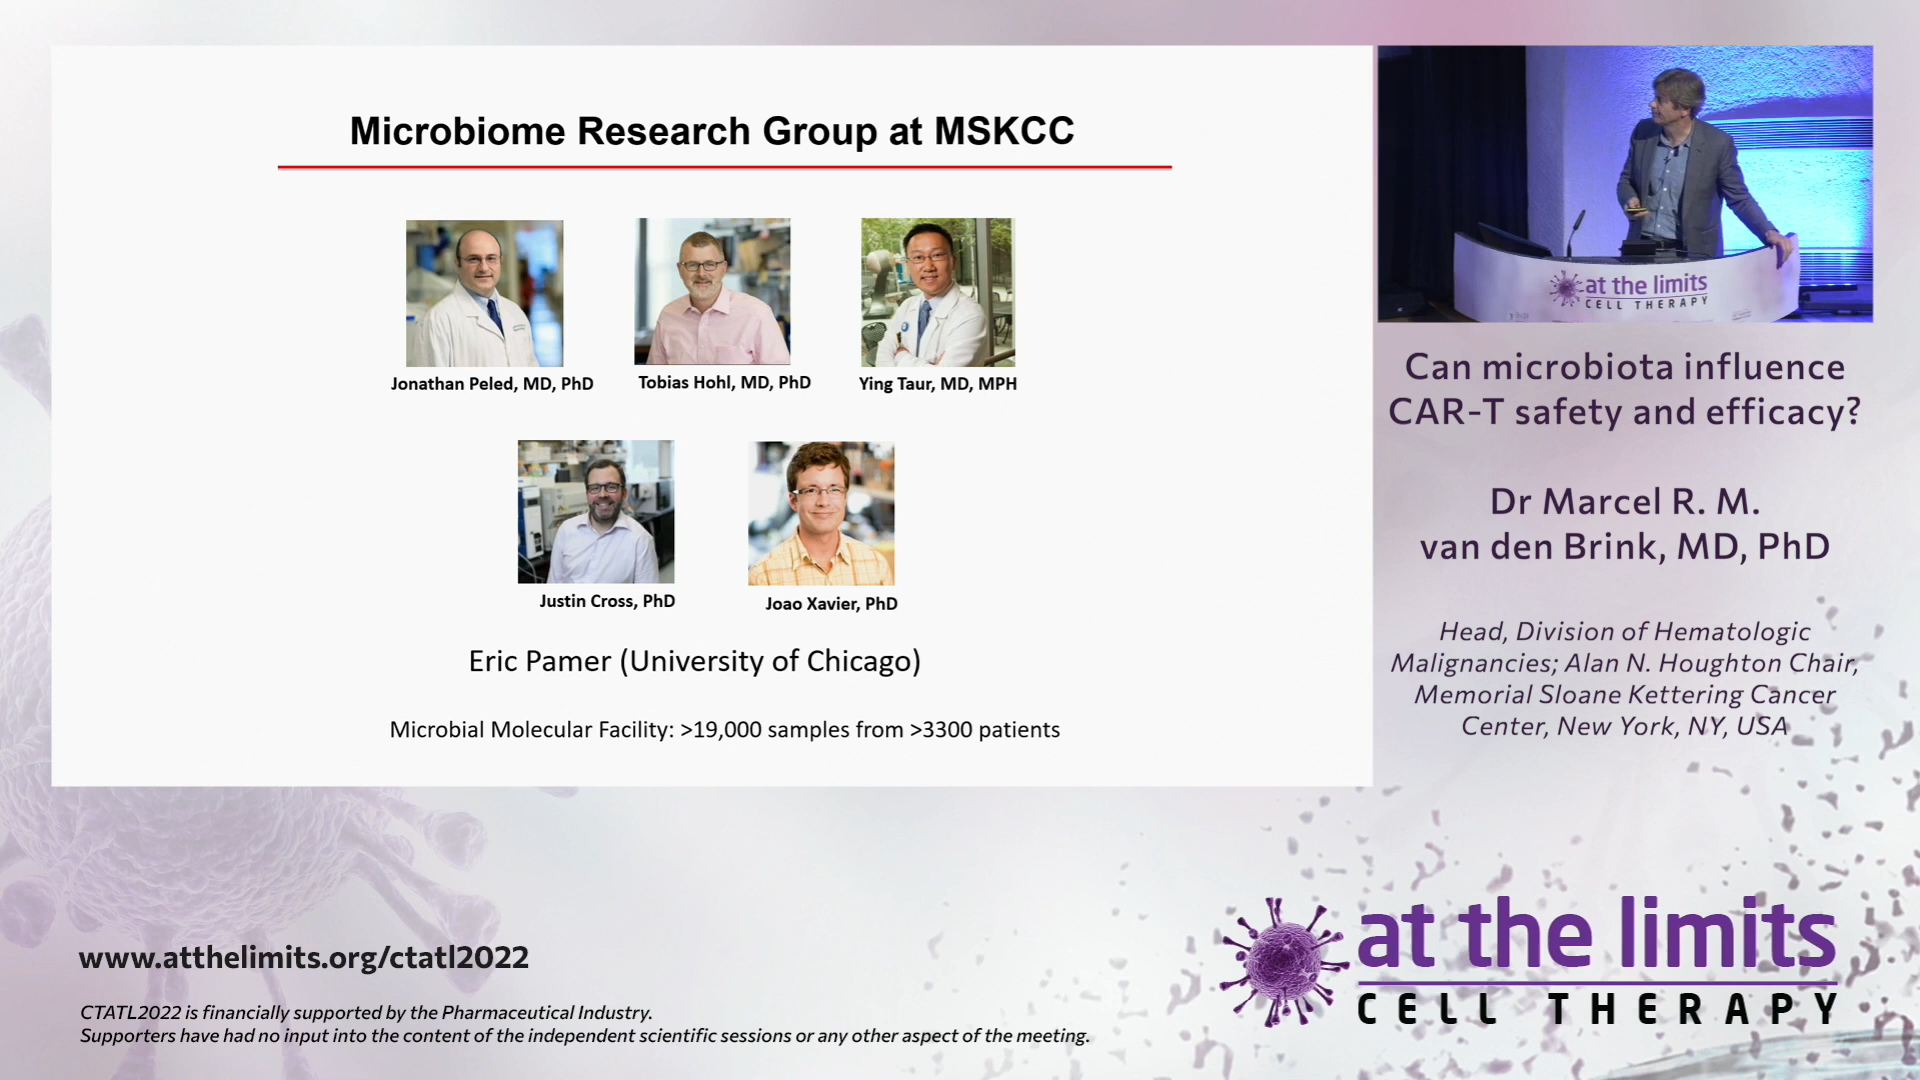 Microbiome Research Group at MSKCC
Jonathan Peled, MD, PhD
Tobias Hohl, MD, PhD
Ying Taur, MD, MPH
Justin Cross, PhD
Joao Xavier, PhD
Eric Pamer (University of Chicago)
Microbial Molecular Facility: >19,000 samples from >3300 patients
at the limits
CELL THERAPY
Can microbiota influence
CAR-T safety and efficacy?
Dr Marcel R. M.
van den Brink, MD, PhD
Head, Division of Hematologic
Malignancies; Alan N. Houghton Chair,
Memorial Sloane Kettering Cancer
Center, New York, NY, USA
www.atthelimits.org/ctatl2022
CTATL2022 is financially supported by the Pharmaceutical Industry.
Supporters have had no input into the content of the independent scientific sessions or any other aspect of the meeting.
at the limits
CELL THERAPY